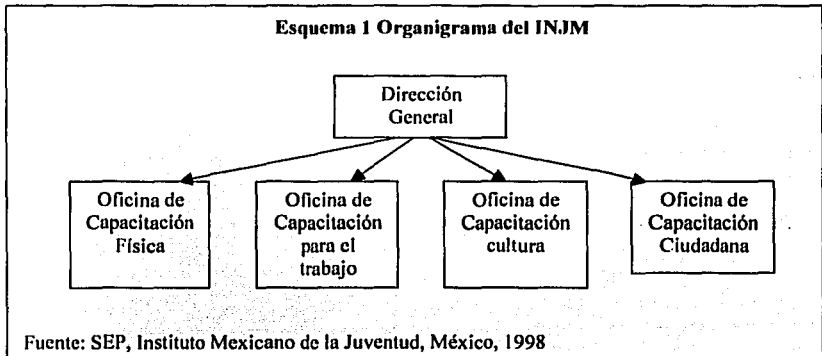 Esquema 1 Organigrama del INJM
Dirección
General
Oficina de
Capacitación
Física
Oficina de
Capacitación
para el
trabajo
Oficina de
Capacitación
cultura
Oficina de
Capacitación
Ciudadana
Fuente: SEP, Instituto Mexicano de la Juventud, México, 1998